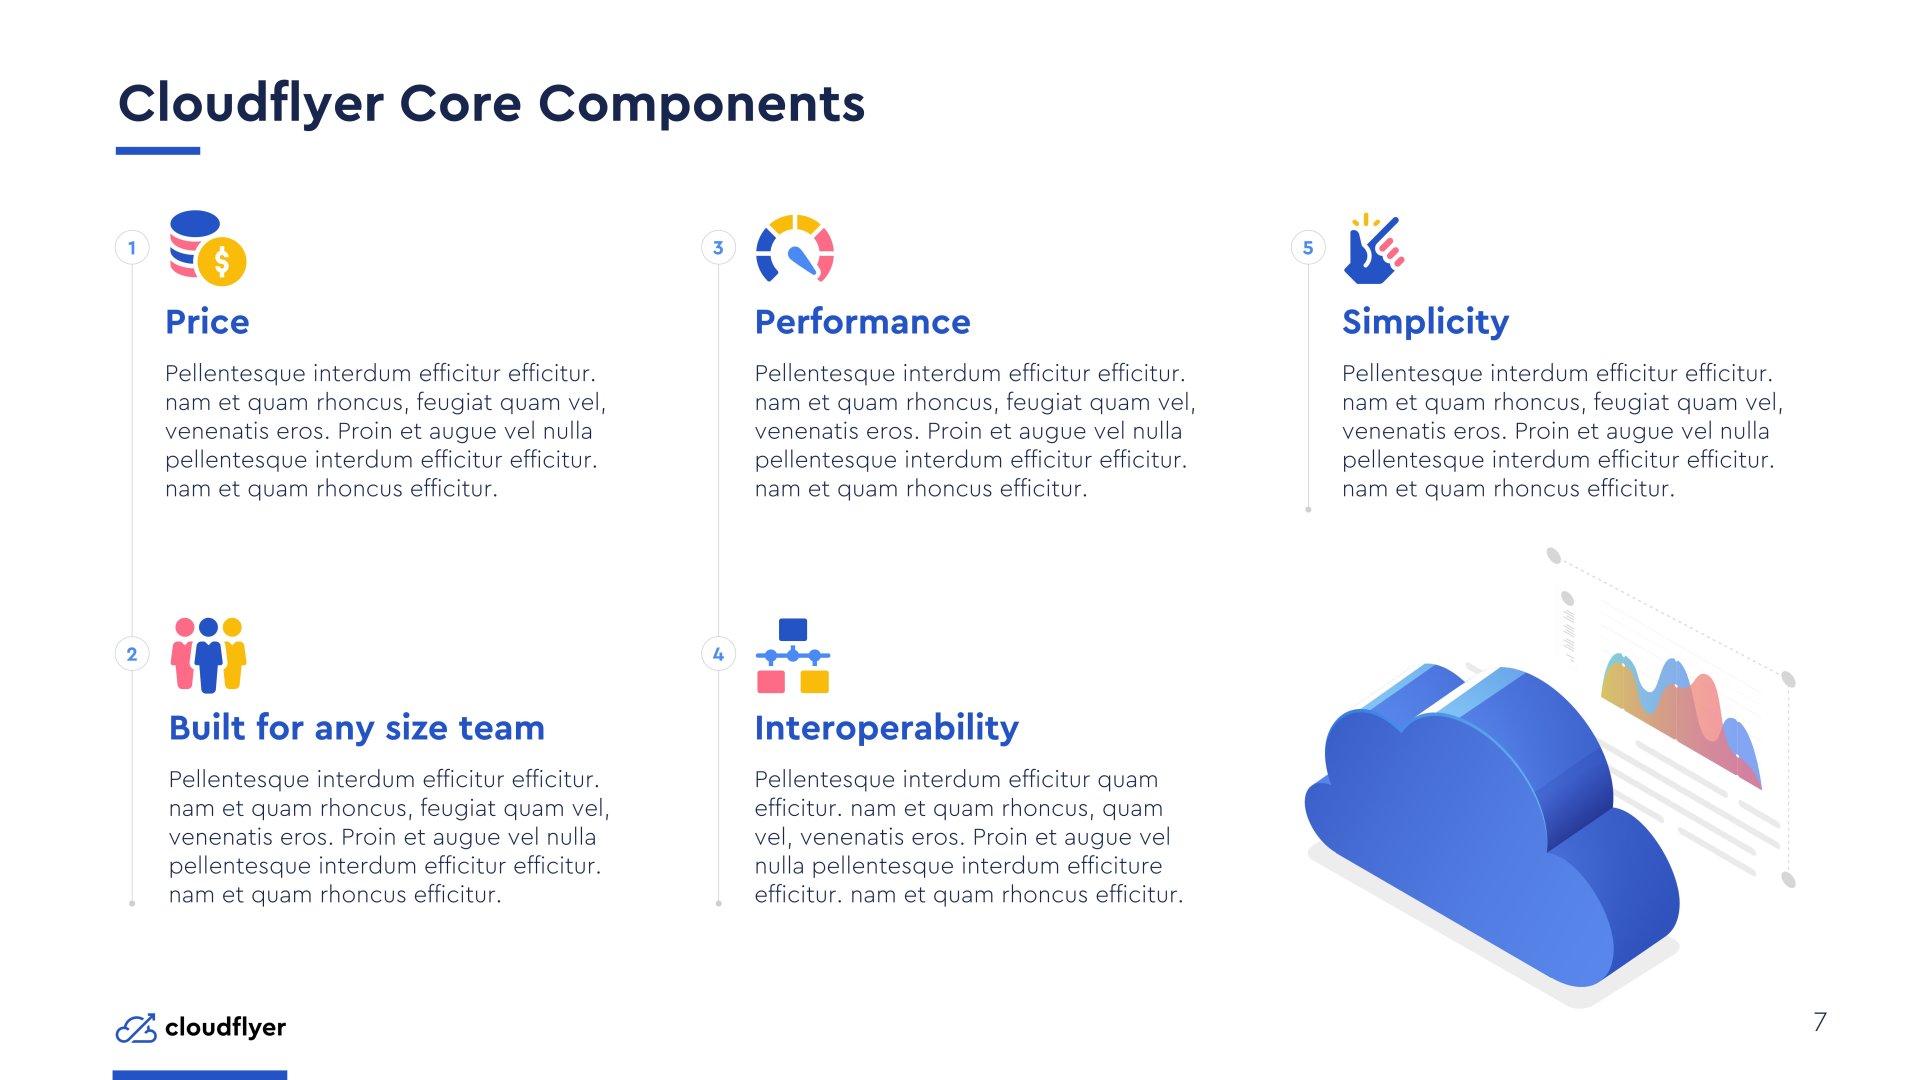 Cloudflyer Core Components
1
Price
Pellentesque interdum efficitur efficitur.
nam et quam rhoncus, feugiat quam vel,
venenatis eros. Proin et augue vel nulla
pellentesque interdum efficitur efficitur.
nam et quam rhoncus efficitur.
2
Built for any size team
Pellentesque interdum efficitur efficitur.
nam et quam rhoncus, feugiat quam vel,
venenatis eros. Proin et augue vel nulla
pellentesque interdum efficitur efficitur.
nam et quam rhoncus efficitur.
3
Performance
Pellentesque interdum efficitur efficitur.
nam et quam rhoncus, feugiat quam vel,
venenatis eros. Proin et augue vel nulla
pellentesque interdum efficitur efficitur.
nam et quam rhoncus efficitur.
4
Interoperability
Pellentesque interdum efficitur quam
efficitur. nam et quam rhoncus, quam
vel, venenatis eros. Proin et augue vel
nulla pellentesque interdum efficiture
efficitur. nam et quam rhoncus efficitur.
5
Simplicity
Pellentesque interdum efficitur efficitur.
nam et quam rhoncus, feugiat quam vel,
venenatis eros. Proin et augue vel nulla
pellentesque interdum efficitur efficitur.
nam et quam rhoncus efficitur.
$
cloudflyer
7